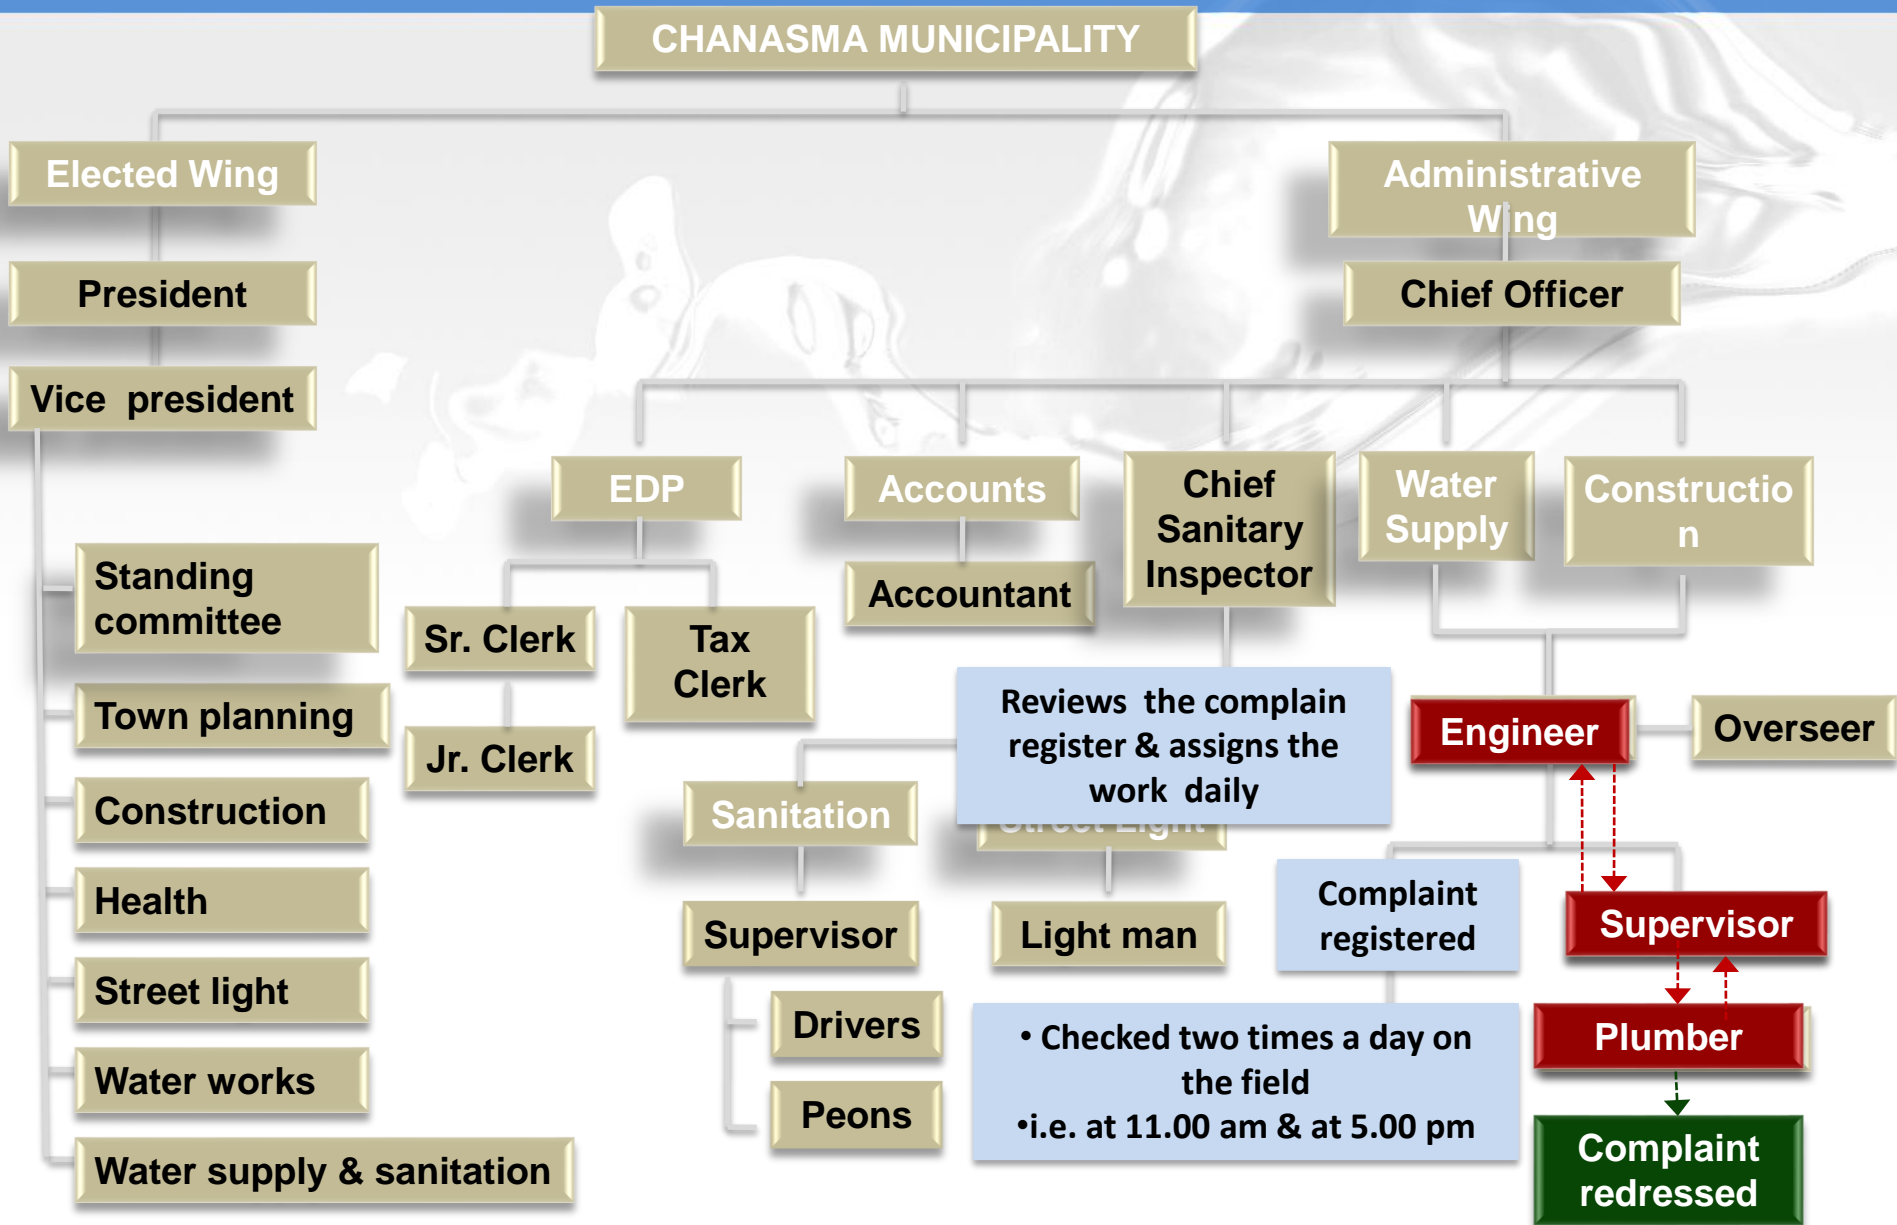 CHANASMA MUNICIPALITY
Elected Wing
Administrative
Wing
President
Chief Officer
Vice president
EDP
Accounts
Chief
Sanitary
Inspector
Water
Supply
Constructio
n
Standing
committee
Sr. Clerk
Tax
Clerk
Accountant
Town planning
Jr. Clerk
Reviews the complain
register & assigns the
work daily
Engineer
Overseer
Construction
Sanitation
Street Light
Health
Supervisor
Light man
Complaint
registered
Supervisor
Street light
Drivers
• Checked two times a day on
the field
•i.e. at 11.00 am & at 5.00 pm
Plumber
Water works
Peons
Water supply & sanitation
Complaint
redressed